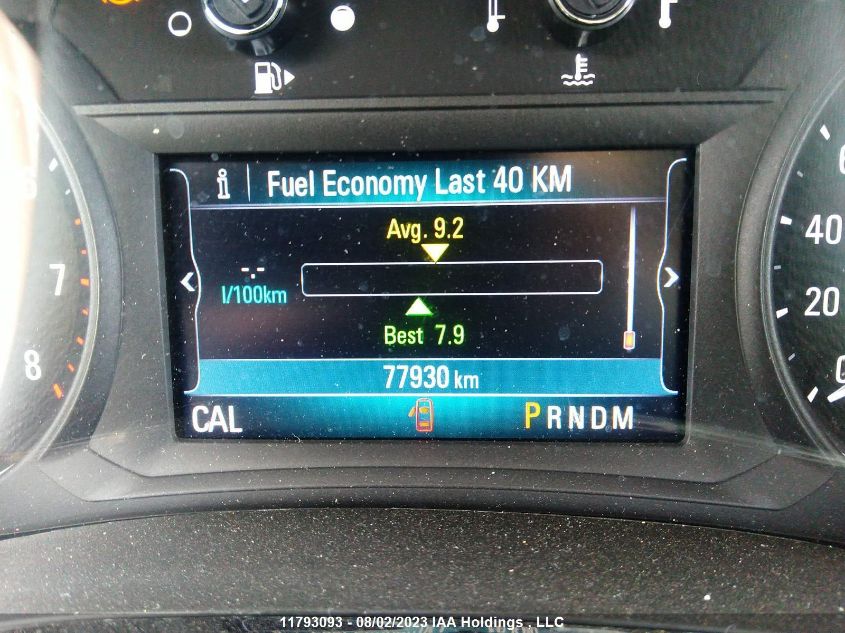 Fuel Economy Last 40 KM
Avg. 9.2
-.-
l/100km
Best 7.9
77930 km
CAL
PRNDM
7
8
40
20
0
11793093 - 08/02/2023 IAA Holdings , LLC